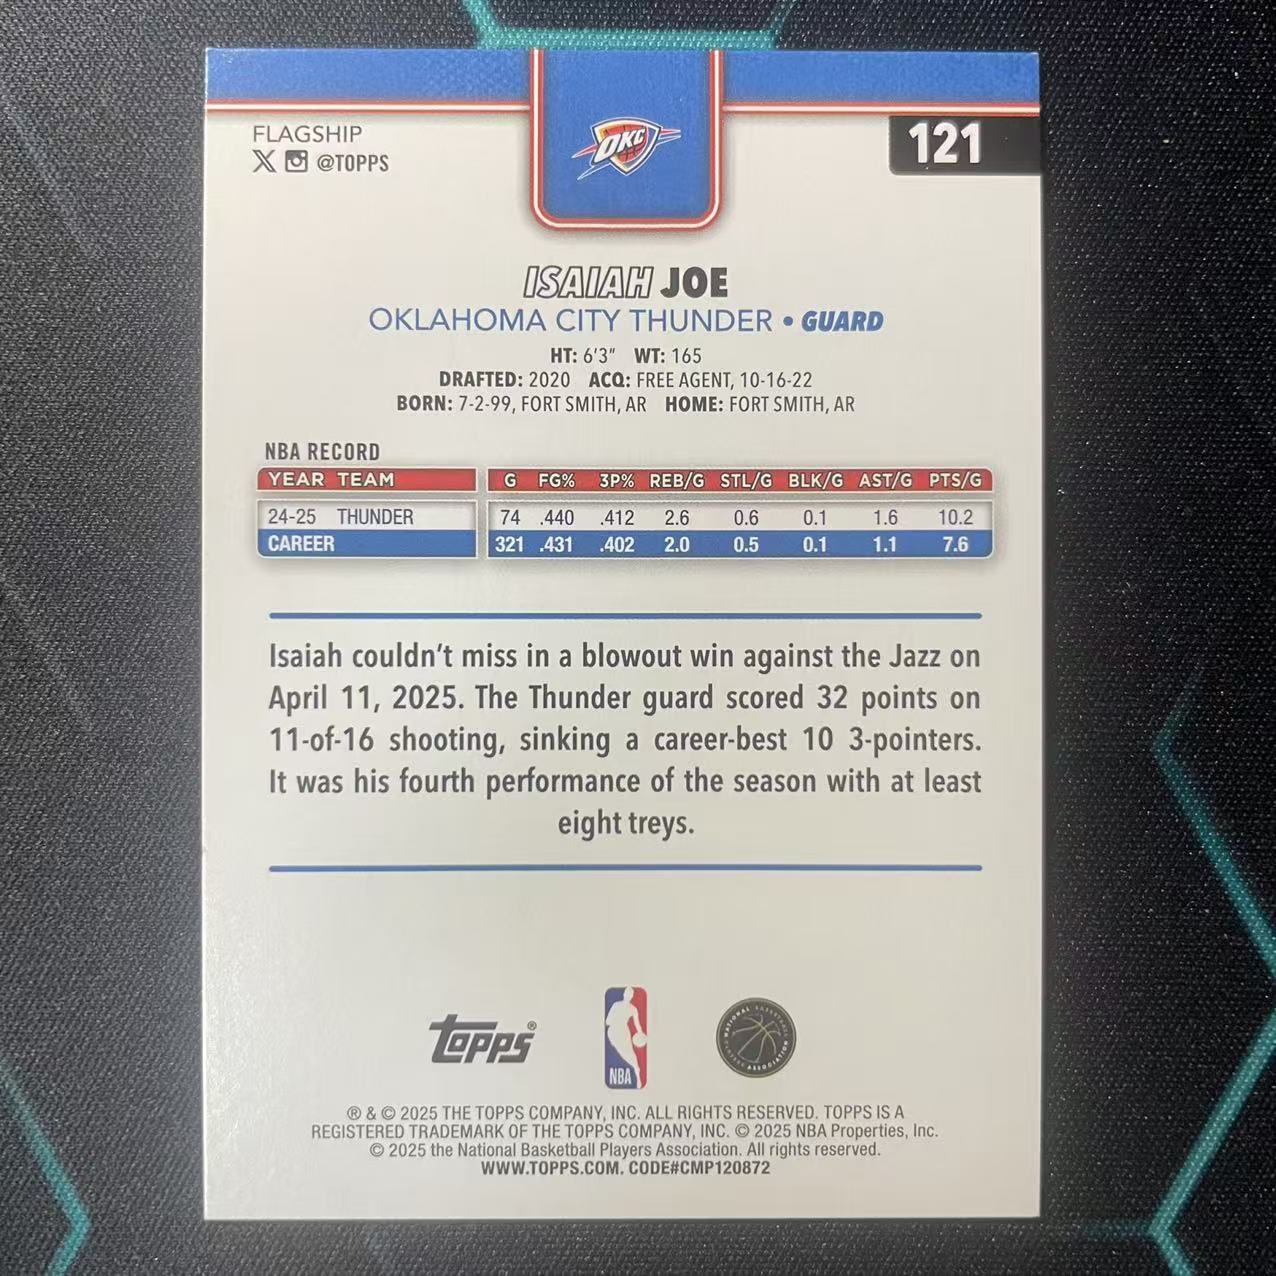 FLAGSHIP
X @TOPPS
OKC
121
ISAIAH JOE
OKLAHOMA CITY THUNDER • GUARD
HT: 6'3" WT: 165
DRAFTED: 2020 ACQ: FREE AGENT, 10-16-22
BORN: 7-2-99, FORT SMITH, AR HOME: FORT SMITH, AR
NBA RECORD
YEAR TEAM G FG% 3P% REB/G STL/G BLK/G AST/G PTS/G
24-25 THUNDER 74 .440 .412 2.6 0.6 0.1 1.6 10.2
CAREER 321 .431 .402 2.0 0.5 0.1 1.1 7.6
Isaiah couldn't miss in a blowout win against the Jazz on
April 11, 2025. The Thunder guard scored 32 points on
11-of-16 shooting, sinking a career-best 10 3-pointers.
It was his fourth performance of the season with at least
eight treys.
topps®
NBA
NATIONAL BASKETBALL PLAYERS ASSOCIATION
® & © 2025 THE TOPPS COMPANY, INC. ALL RIGHTS RESERVED. TOPPS IS A
REGISTERED TRADEMARK OF THE TOPPS COMPANY, INC. © 2025 NBA Properties, Inc.
© 2025 the National Basketball Players Association. All rights reserved.
WWW.TOPPS.COM. CODE#CMP120872